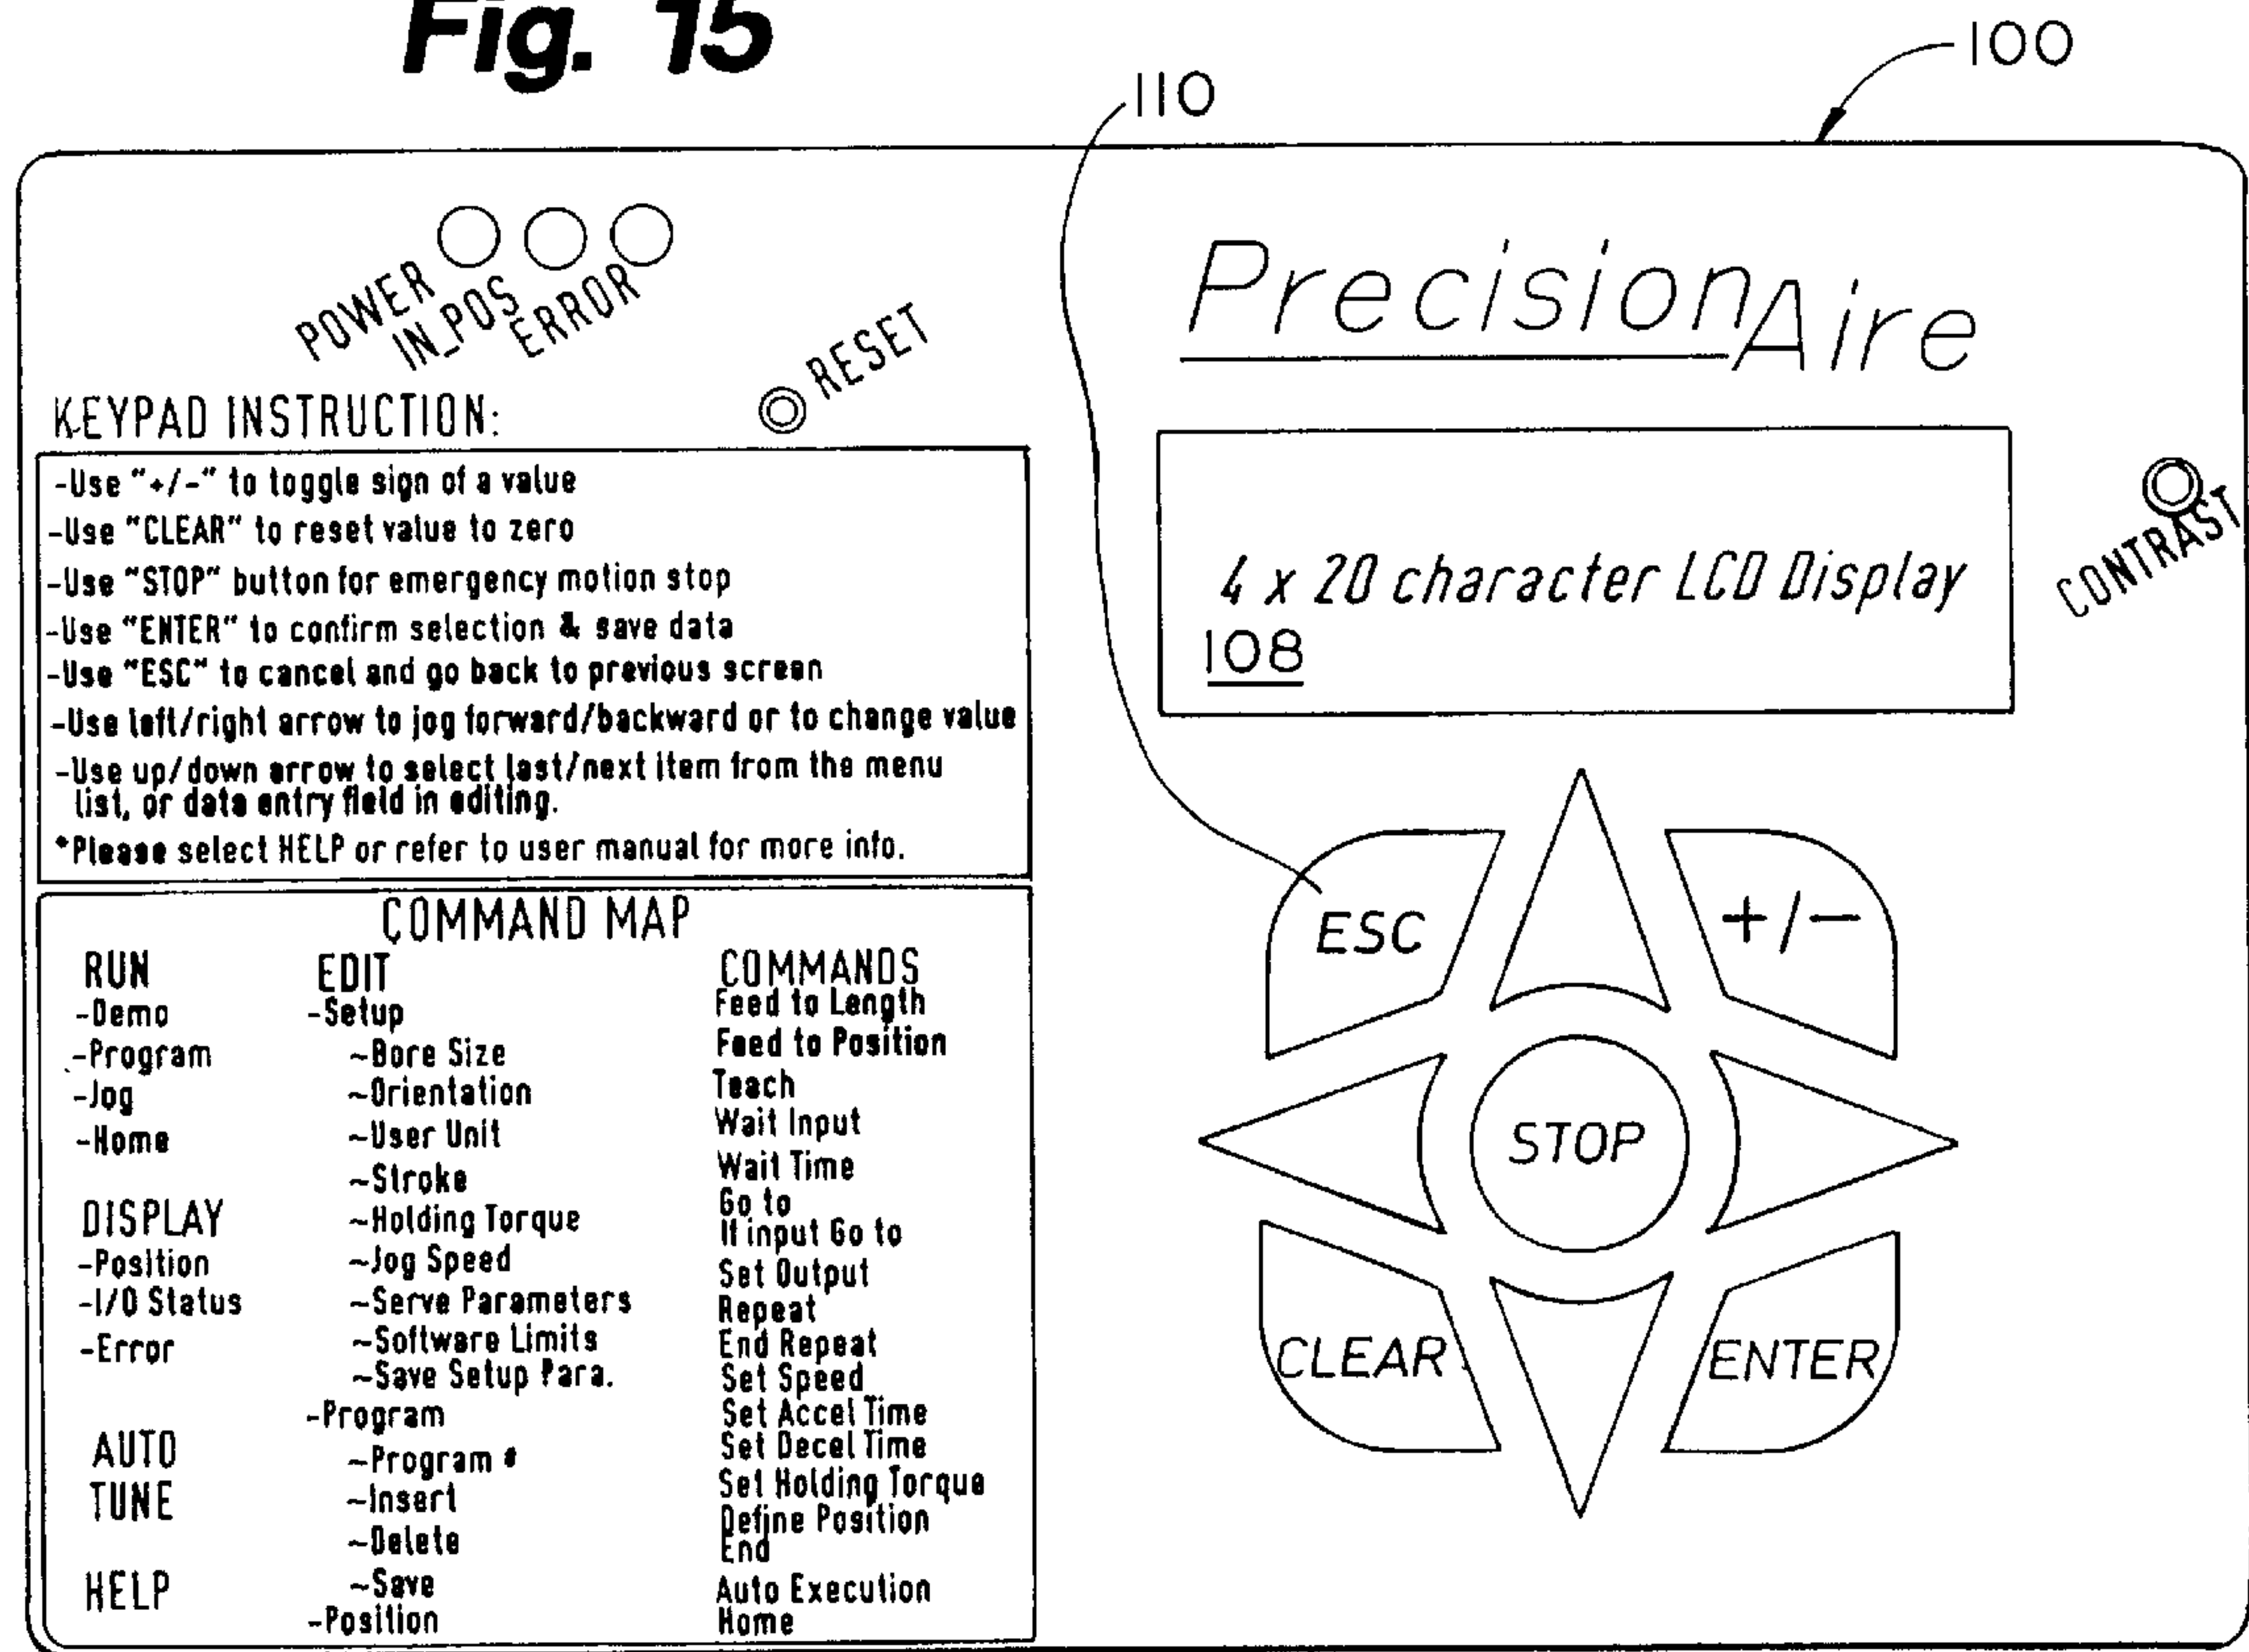 Fig. 15
100
110
POWER
IN_POS
ERROR
RESET
PrecisionAire
KEYPAD INSTRUCTION:
-Use "+/-" to toggle sign of a value
-Use "CLEAR" to reset value to zero
-Use "STOP" button for emergency motion stop
-Use "ENTER" to confirm selection & save data
-Use "ESC" to cancel and go back to previous screen
-Use left/right arrow to jog forward/backward or to change value
-Use up/down arrow to select last/next item from the menu
list, or data entry field in editing.
*Please select HELP or refer to user manual for more info.
4 x 20 character LCD Display
108
CONTRAST
COMMAND MAP
RUN
-Demo
-Program
-Jog
-Home
DISPLAY
-Position
-I/O Status
-Error
AUTO
TUNE
HELP
EDIT
-Setup
~Bore Size
~Orientation
~User Unit
~Stroke
~Holding Torque
~Jog Speed
~Serve Parameters
~Software Limits
~Save Setup Para.
-Program
~Program #
~Insert
~Delete
~Save
-Position
COMMANDS
Feed to Length
Feed to Position
Teach
Wait Input
Wait Time
Go to
If input Go to
Set Output
Repeat
End Repeat
Set Speed
Set Accel Time
Set Decel Time
Set Holding Torque
Define Position
End
Auto Execution
Home
ESC
+/-
STOP
CLEAR
ENTER